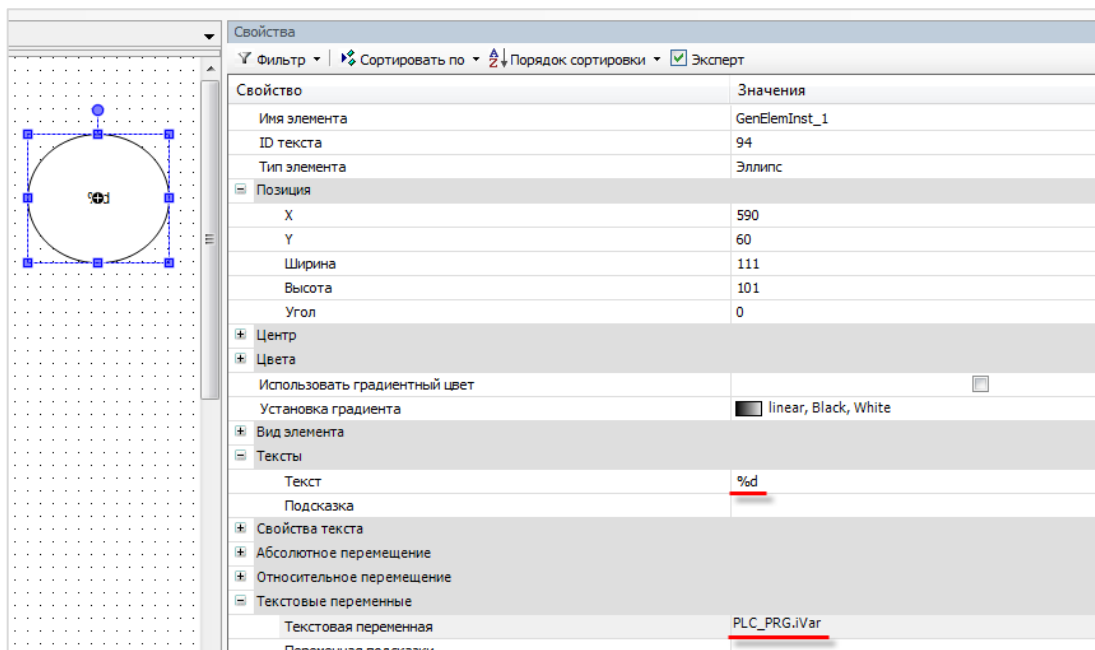 Свойства
Фильтр Сортировать по Порядок сортировки Эксперт
Свойство Значения
Имя элемента GenElemInst_1
ID текста 94
Тип элемента Эллипс
Позиция
X 590
%d
Y 60
Ширина 111
Высота 101
Угол 0
Центр
Цвета
Использовать градиентный цвет
Установка градиента linear, Black, White
Вид элемента
Тексты
Текст %d
Подсказка
Свойства текста
Абсолютное перемещение
Относительное перемещение
Текстовые переменные
Текстовая переменная PLC_PRG.iVar
Переменная подсказки